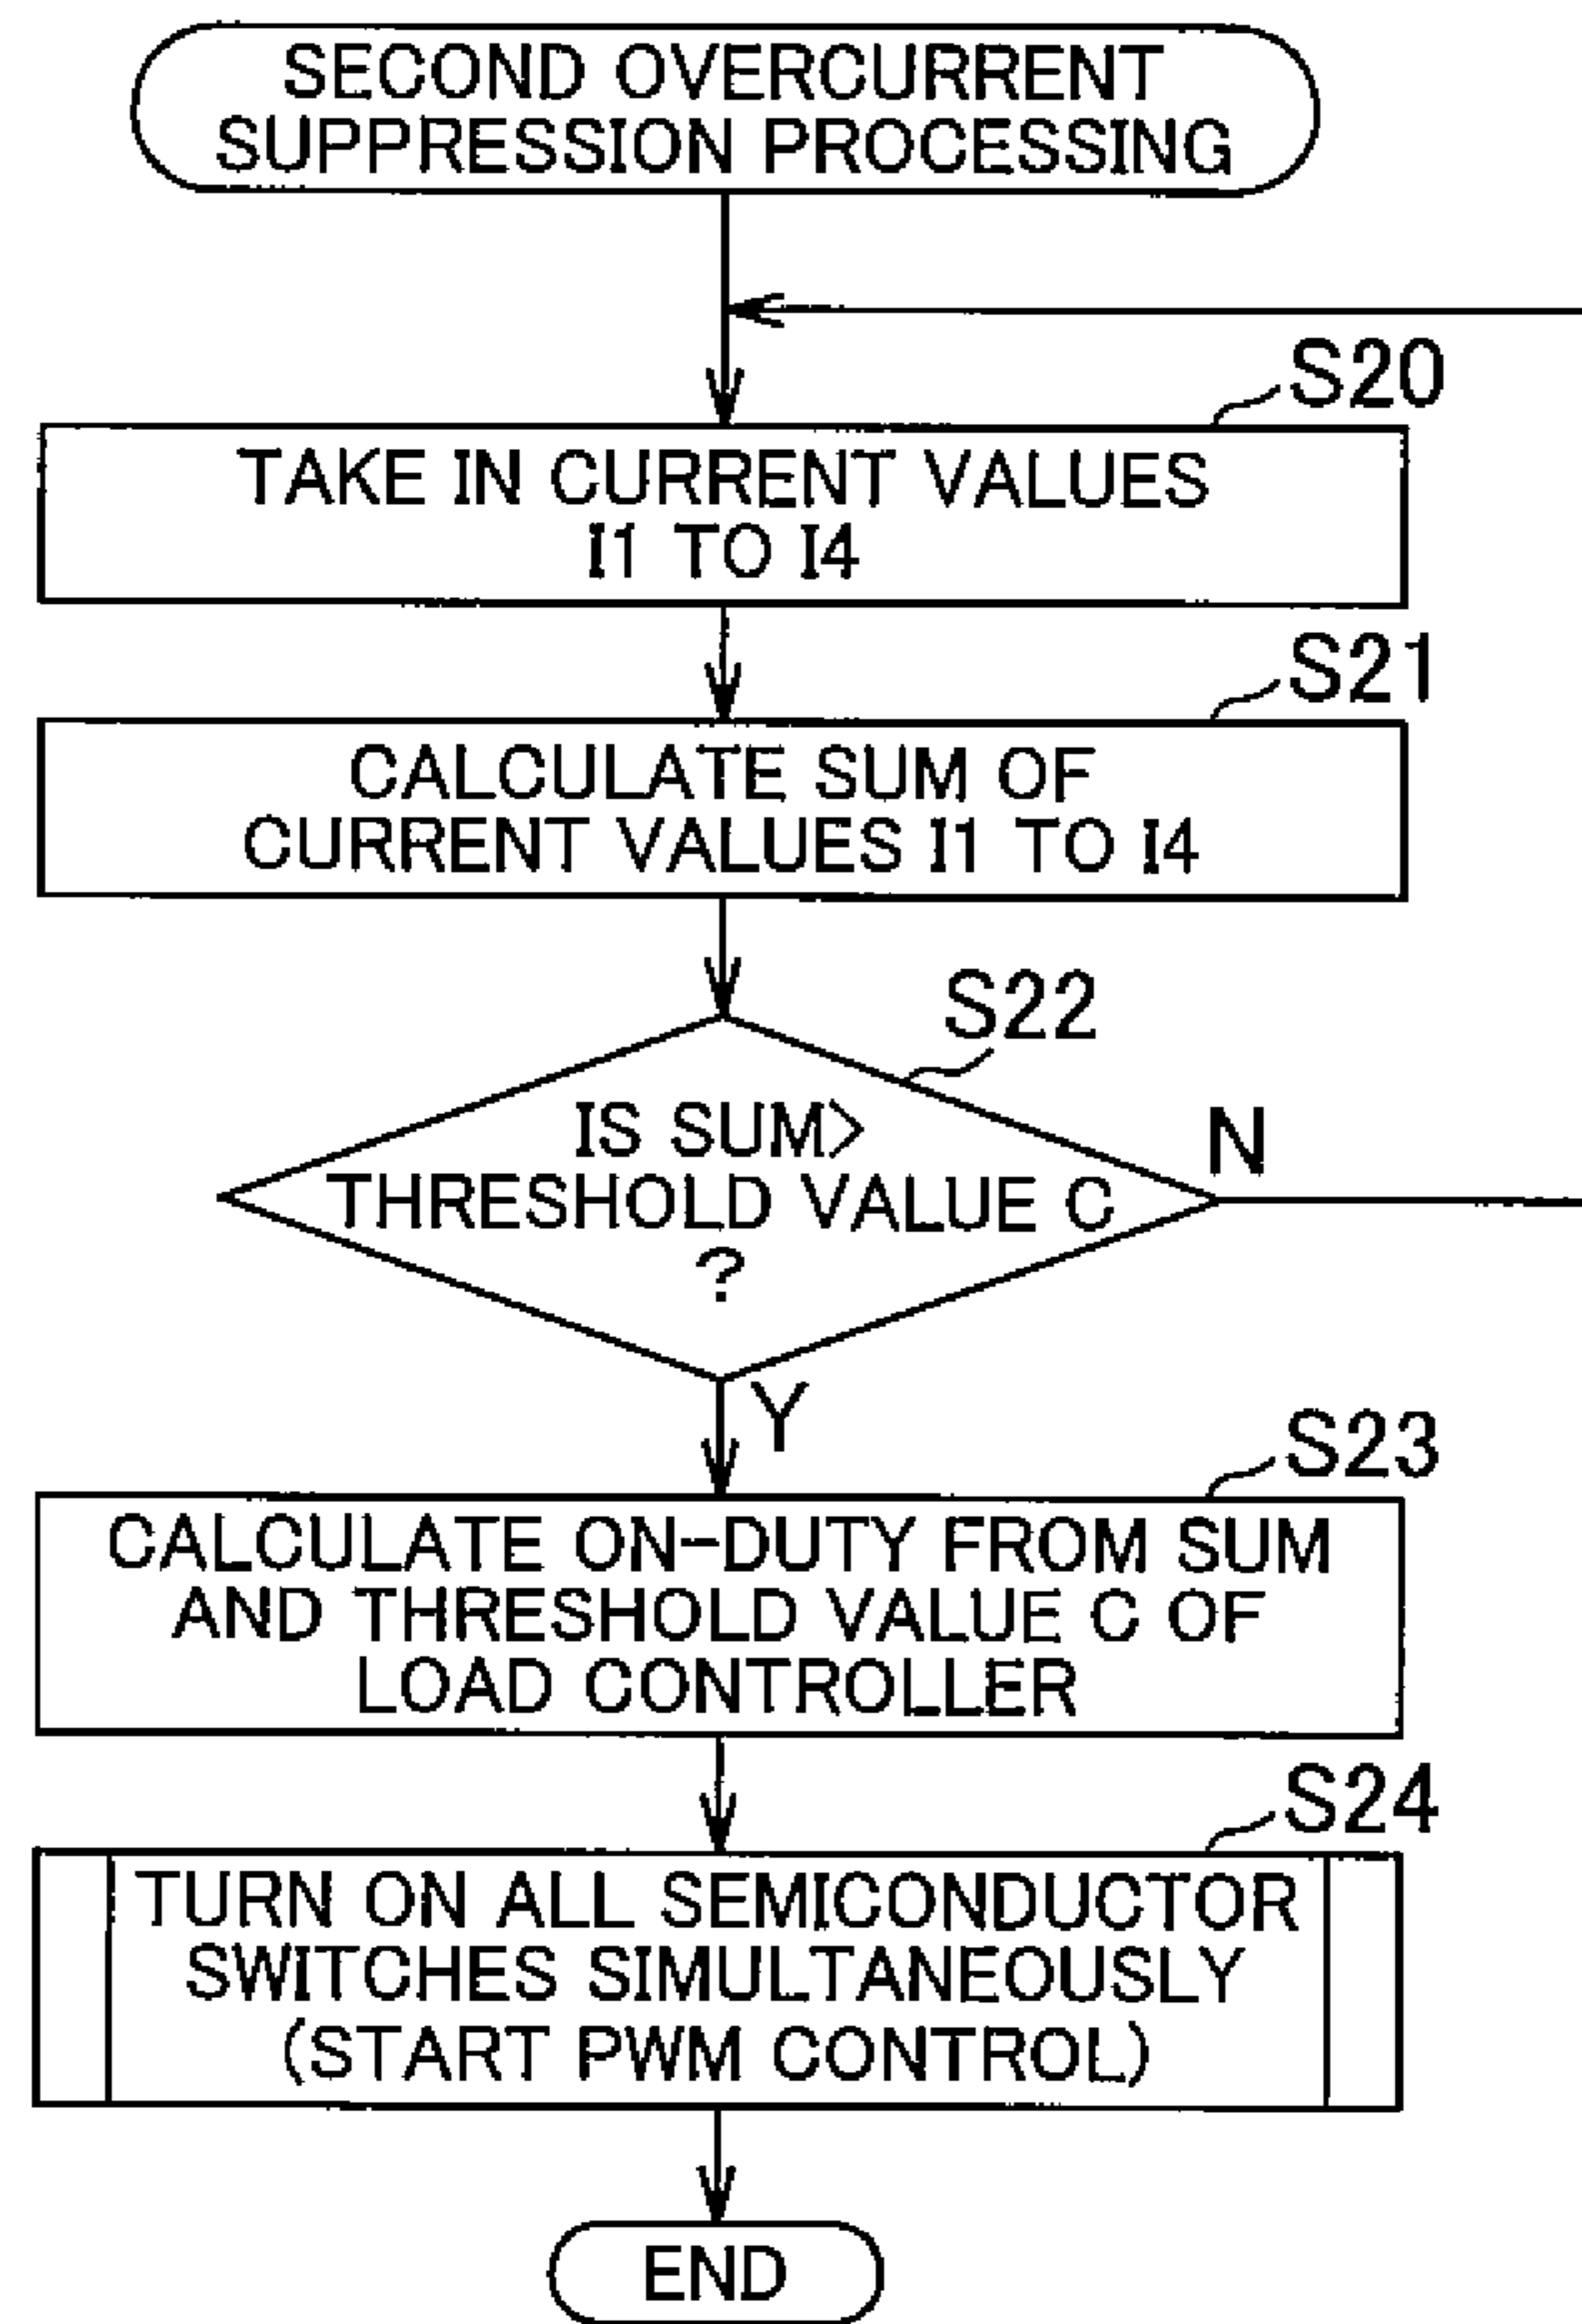 SECOND OVERCURRENT
SUPPRESSION PROCESSING
S20
TAKE IN CURRENT VALUES
I1 TO I4
S21
CALCULATE SUM OF
CURRENT VALUES I1 TO I4
S22
IS SUM>
THRESHOLD VALUE C
?
N
Y
S23
CALCULATE ON-DUTY FROM SUM
AND THRESHOLD VALUE C OF
LOAD CONTROLLER
S24
TURN ON ALL SEMICONDUCTOR
SWITCHES SIMULTANEOUSLY
(START PWM CONTROL)
END